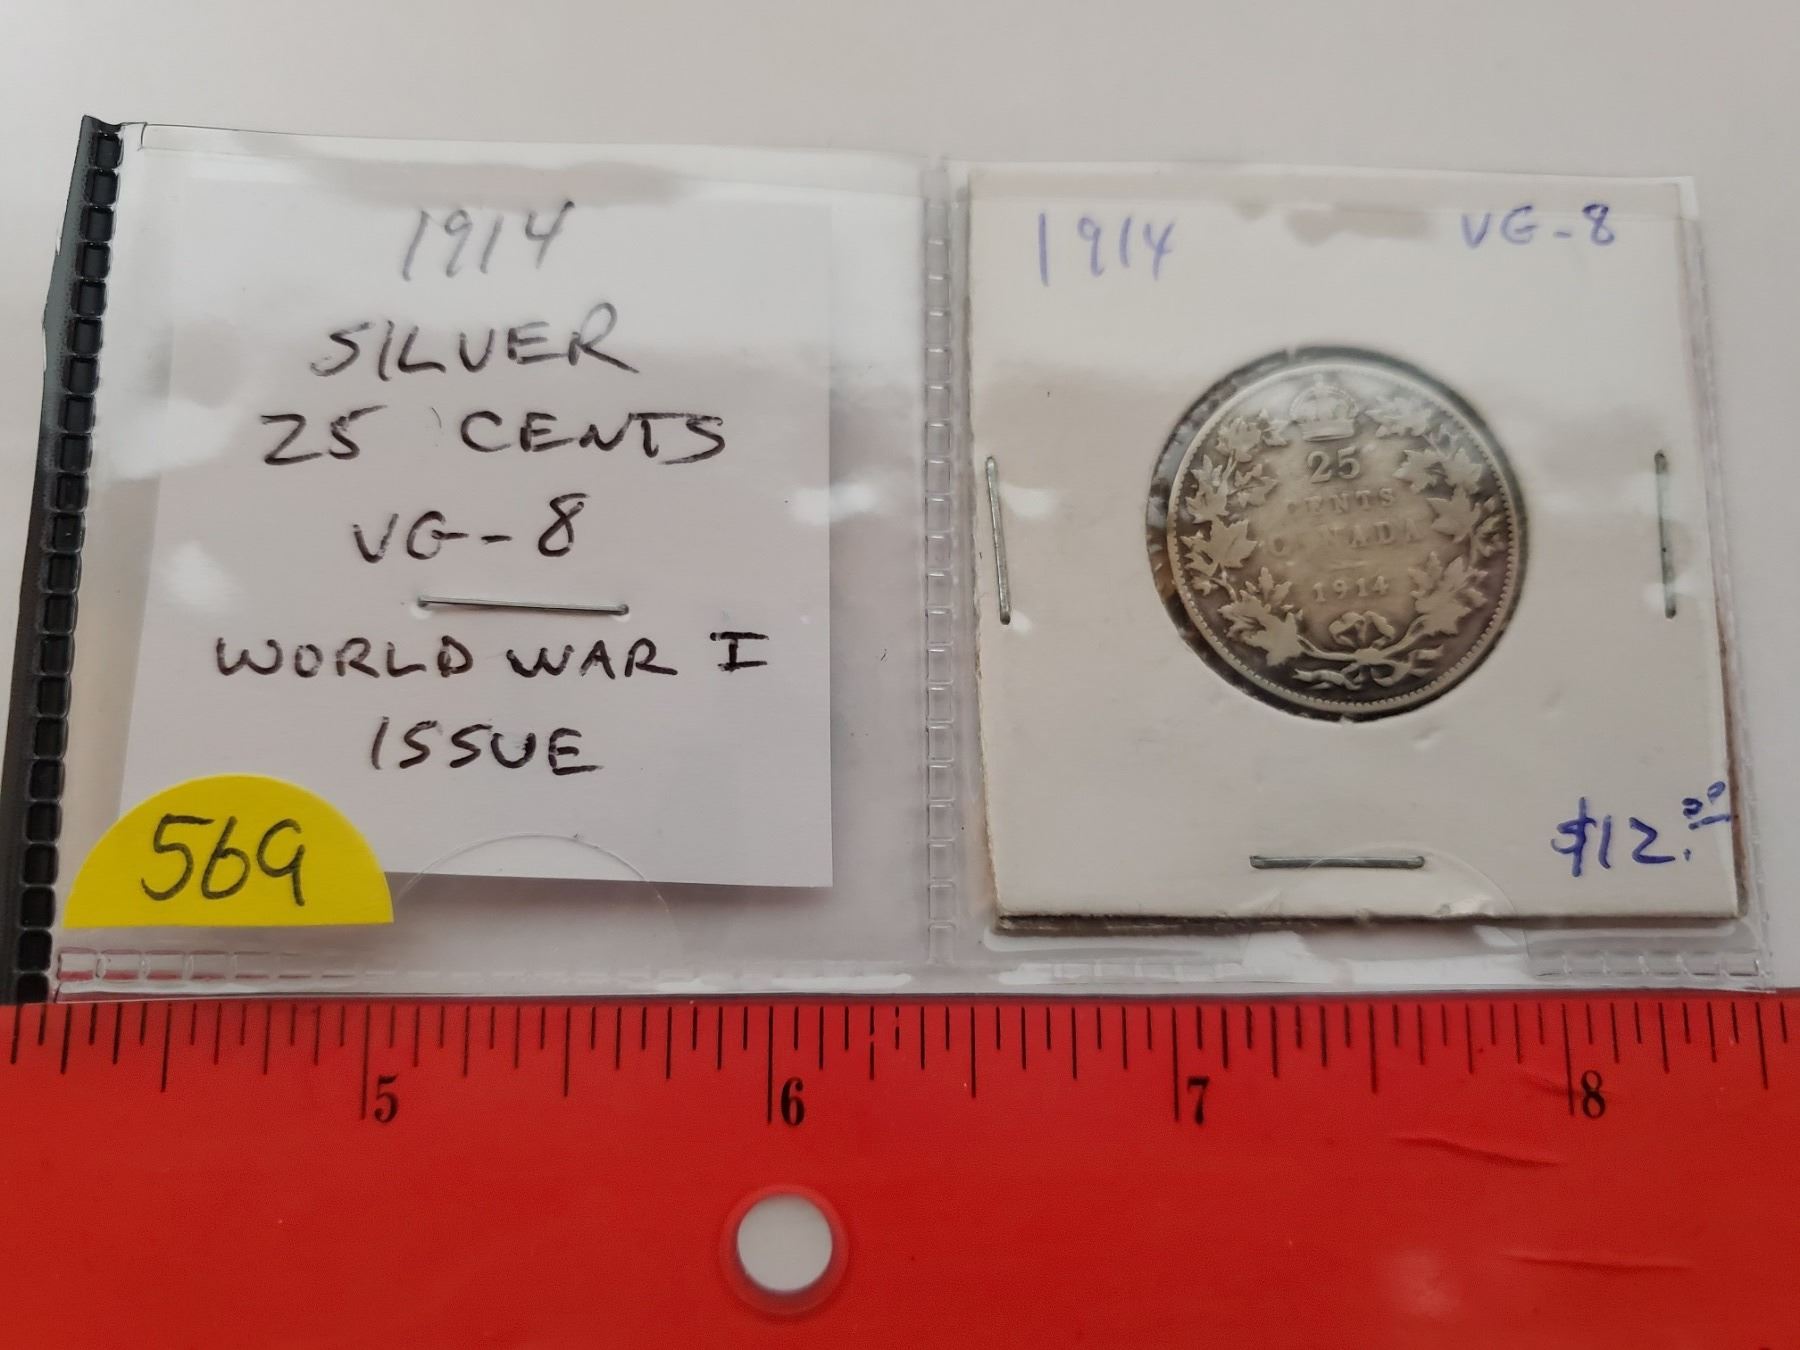 1914
SILVER
25 CENTS
VG-8
WORLD WAR I
ISSUE
569
1914 VG-8
25
CENTS
CANADA
1914
$12.00
5 6 7 8